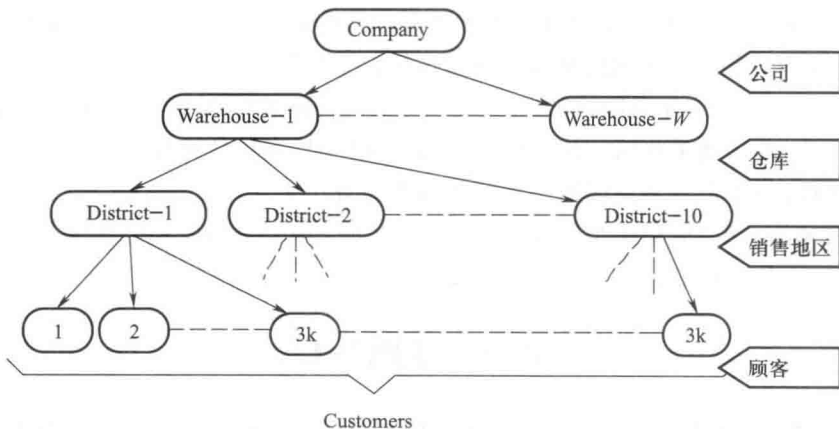 Company
公司
Warehouse-1
Warehouse-W
仓库
District-1
District-2
District-10
销售地区
1
2
3k
3k
顾客
Customers